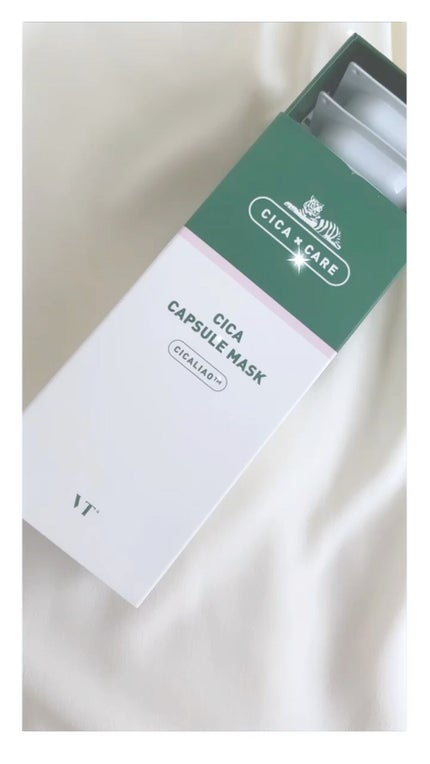 CICA × CARE
CICA
CAPSULE MASK
CICALIAO™
VT